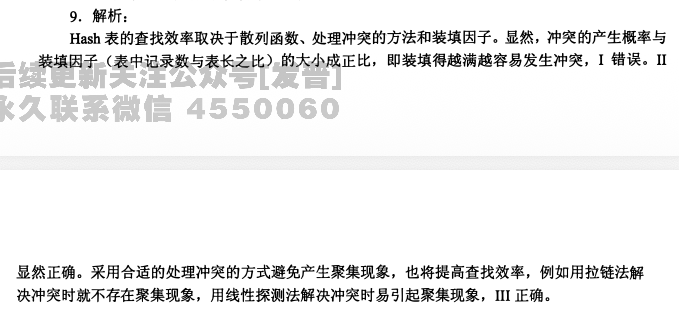 9．解析：
Hash 表的查找效率取决于散列函数、处理冲突的方法和装填因子。显然，冲突的产生概率与
装填因子（表中记录数与表长之比）的大小成正比，即装填得越满越容易发生冲突，I 错误。II
后续更新关注公众号[发普]
永久联系微信 4550060
显然正确。采用合适的处理冲突的方式避免产生聚集现象，也将提高查找效率，例如用拉链法解
决冲突时就不存在聚集现象，用线性探测法解决冲突时易引起聚集现象，III 正确。